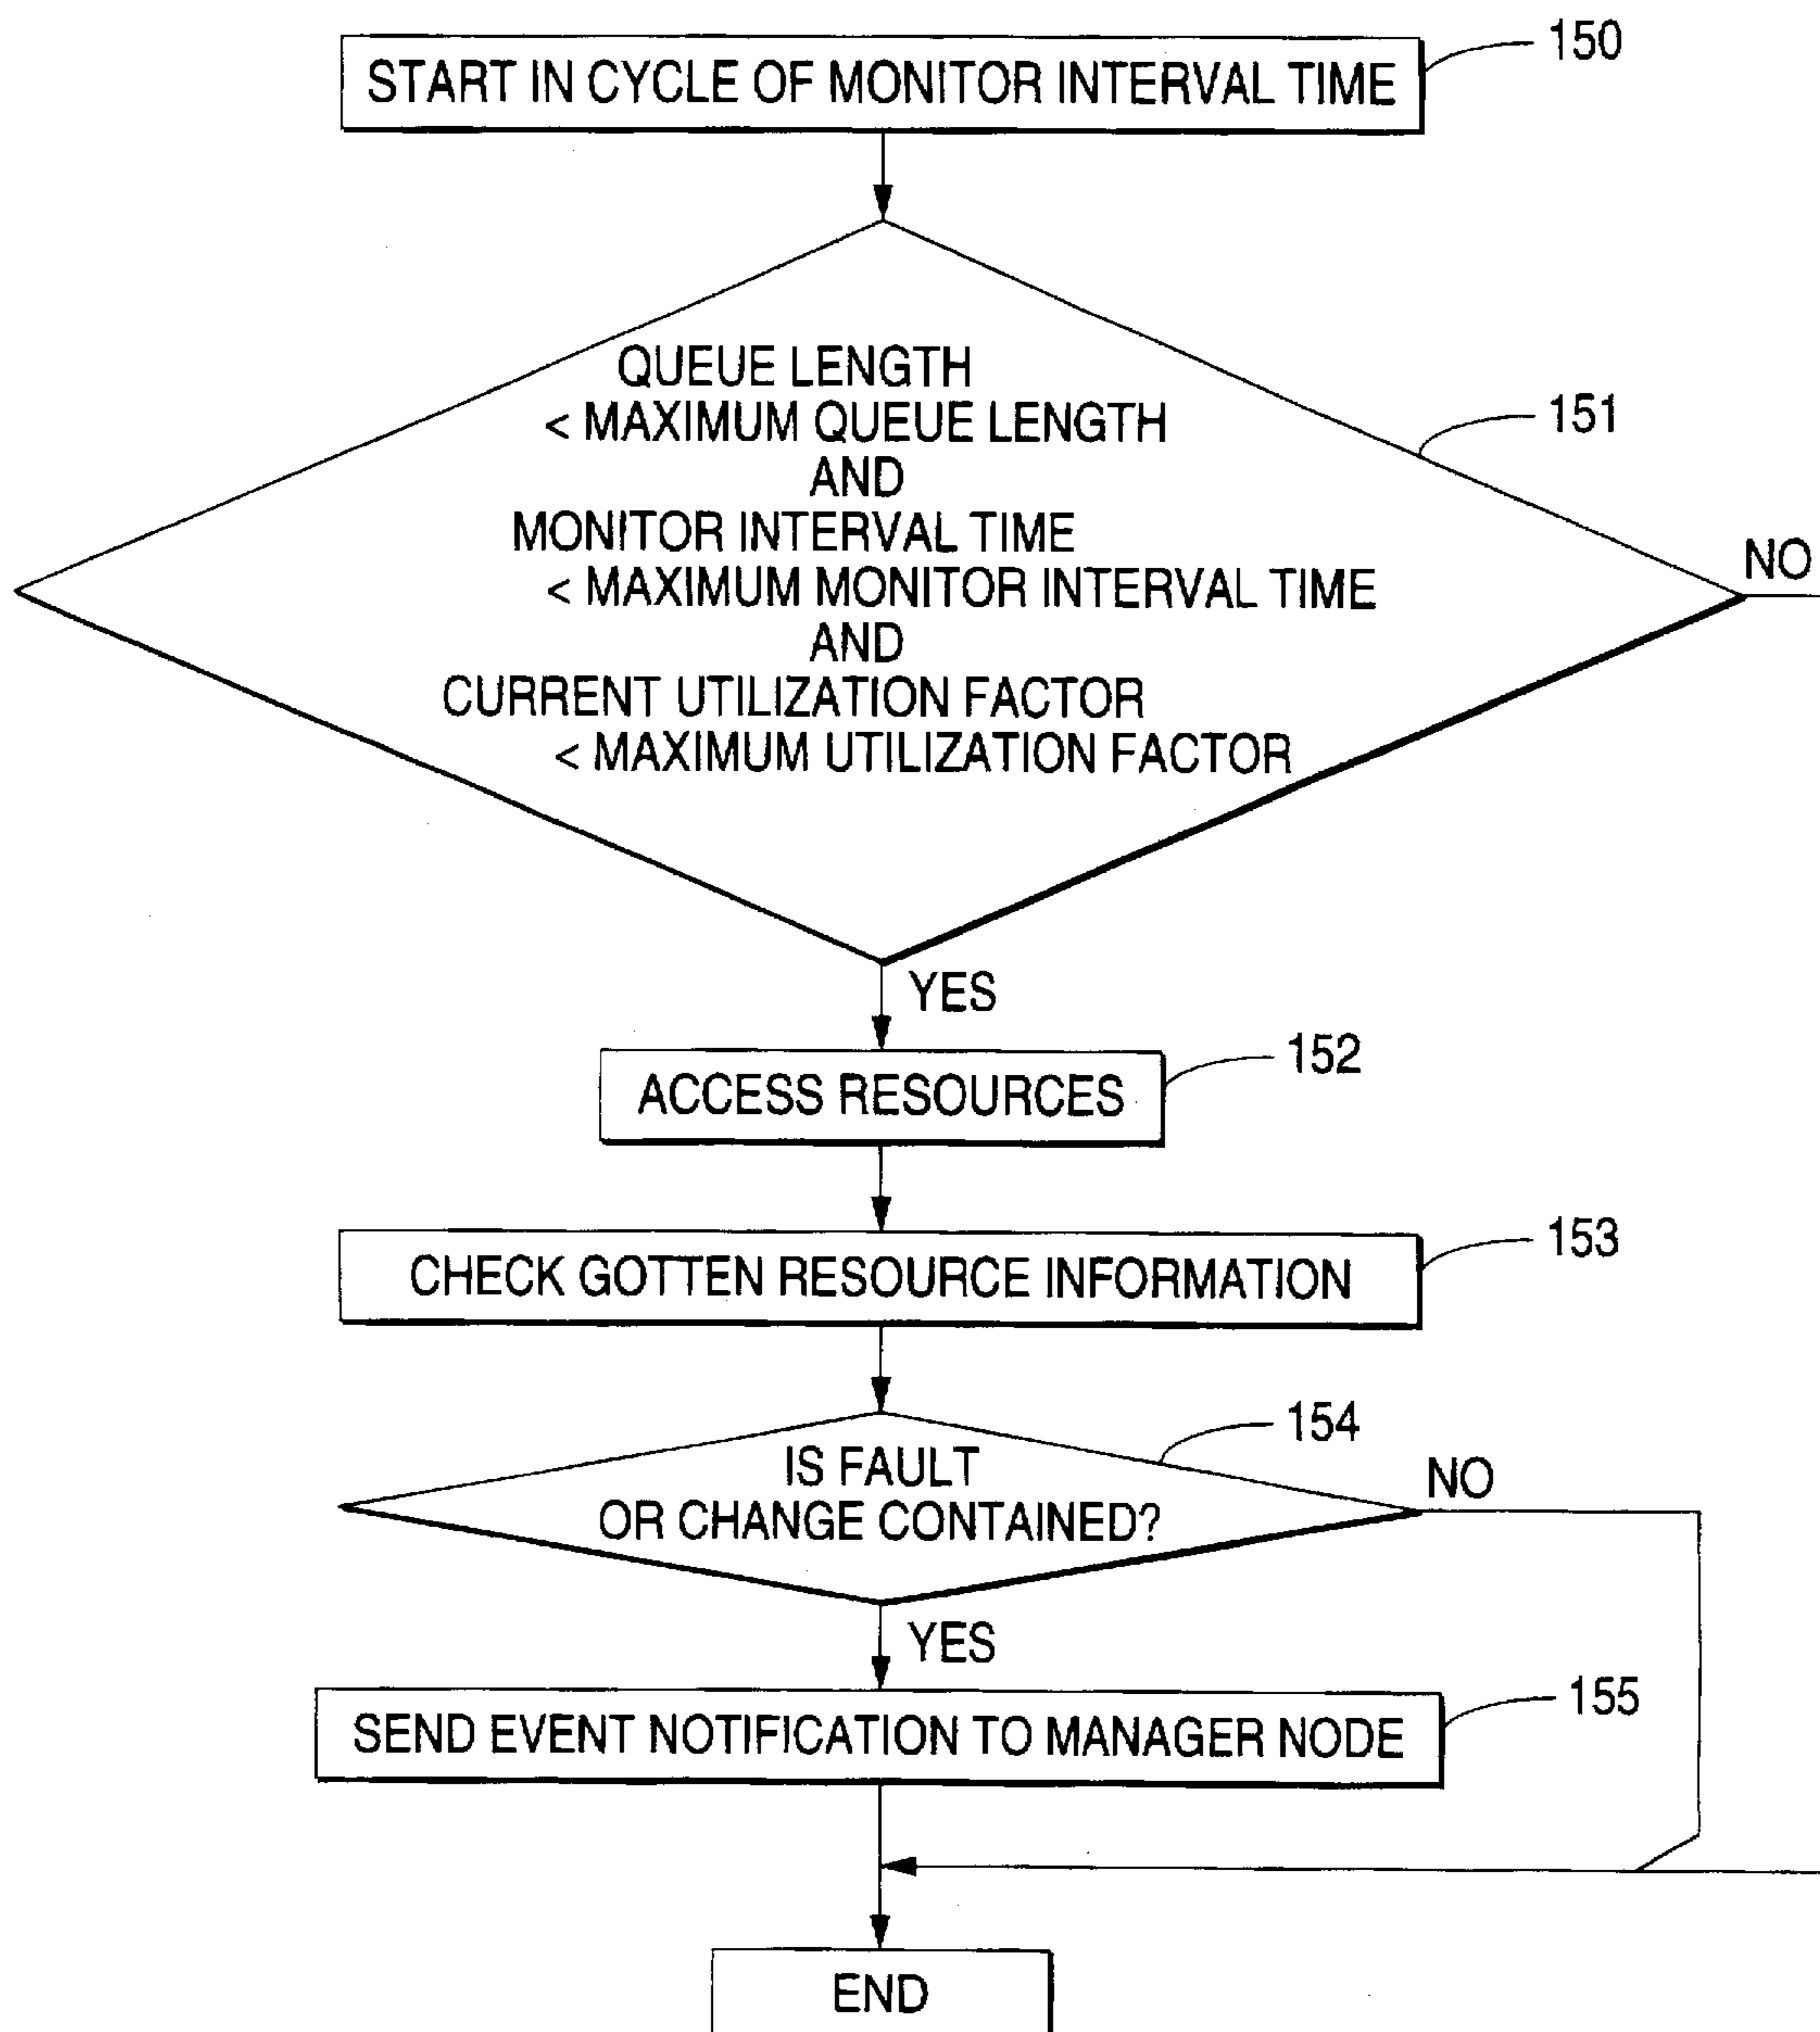 START IN CYCLE OF MONITOR INTERVAL TIME
150
QUEUE LENGTH
< MAXIMUM QUEUE LENGTH
AND
MONITOR INTERVAL TIME
< MAXIMUM MONITOR INTERVAL TIME
AND
CURRENT UTILIZATION FACTOR
< MAXIMUM UTILIZATION FACTOR
151
NO
YES
ACCESS RESOURCES
152
CHECK GOTTEN RESOURCE INFORMATION
153
IS FAULT
OR CHANGE CONTAINED?
154
NO
YES
SEND EVENT NOTIFICATION TO MANAGER NODE
155
END